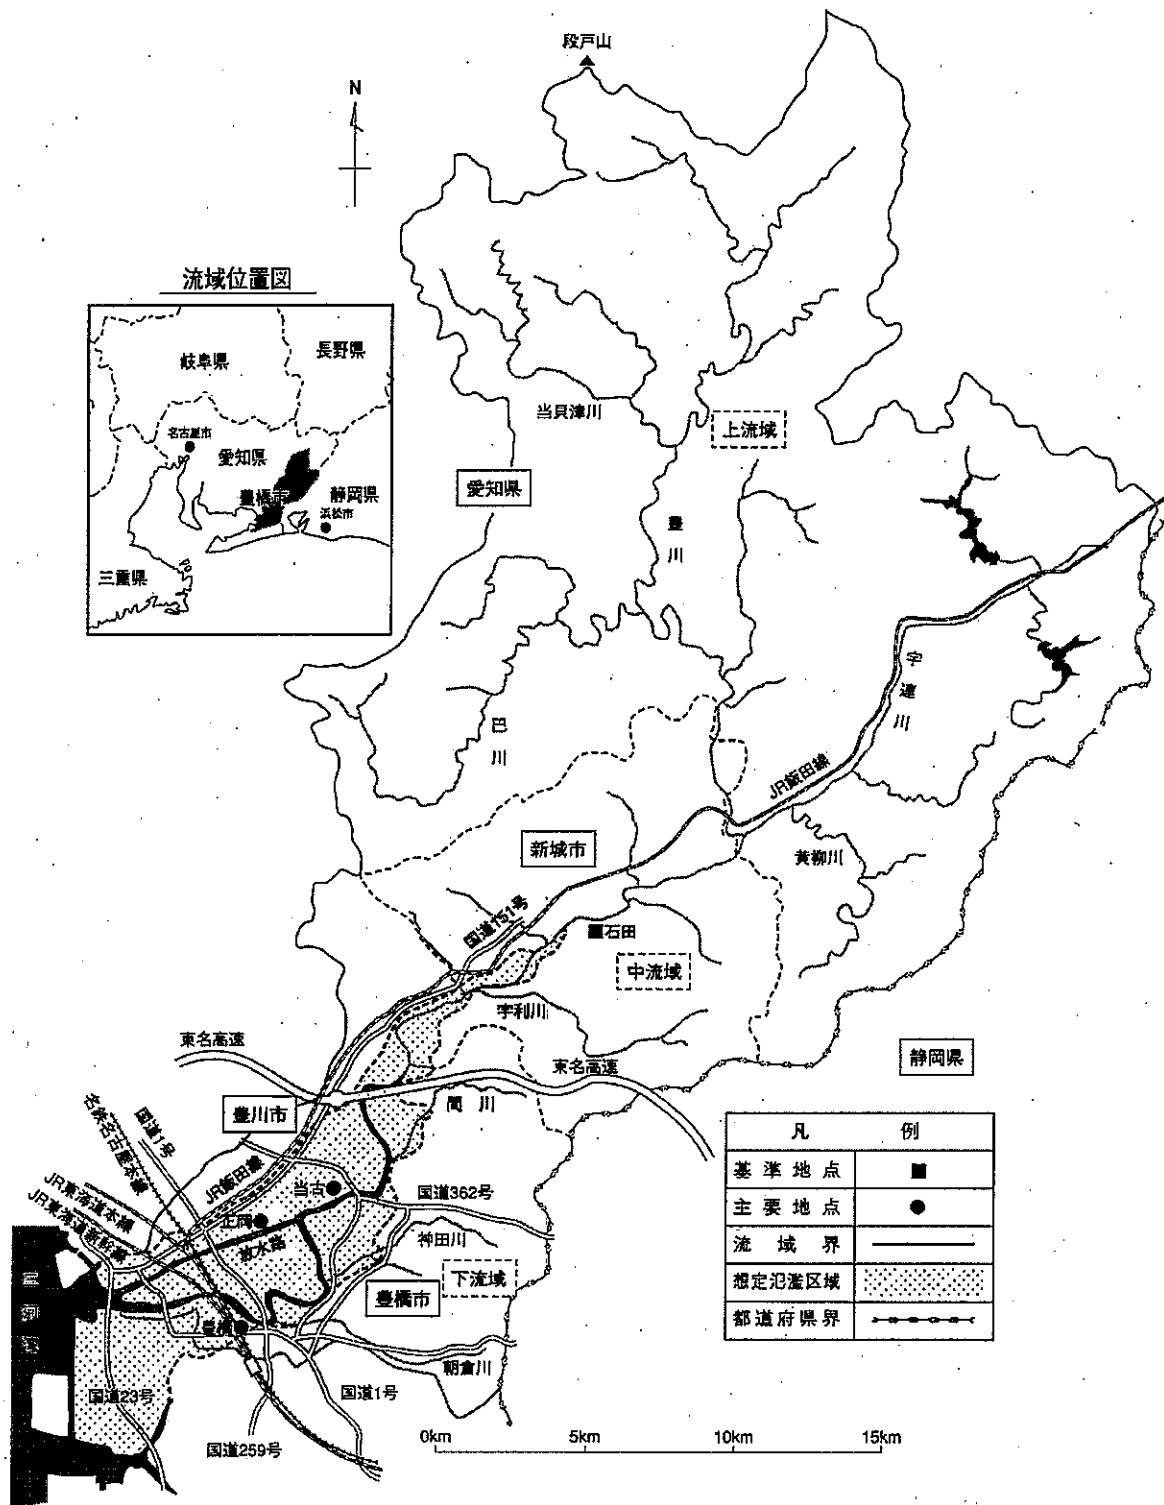 段戸山
N
流域位置図
岐阜県
長野県
名古屋市
愛知県
豊橋市
静岡県
浜松市
三重県
当貝津川
上流域
愛知県
豊川
宇連川
巴川
JR飯田線
新城市
黄柳川
国道151号
石田
中流域
宇利川
東名高速
東名高速
静岡県
間川
豊川市
国道1号
名鉄名古屋本線
JR飯田線
JR東海道本線
JR東海道新幹線
当古
国道362号
正岡
放水路
神田川
下流域
豊橋市
豊橋
朝倉川
国道23号
国道1号
国道259号
凡例
基準地点
主要地点
流域界
想定氾濫区域
都道府県界
0km 5km 10km 15km